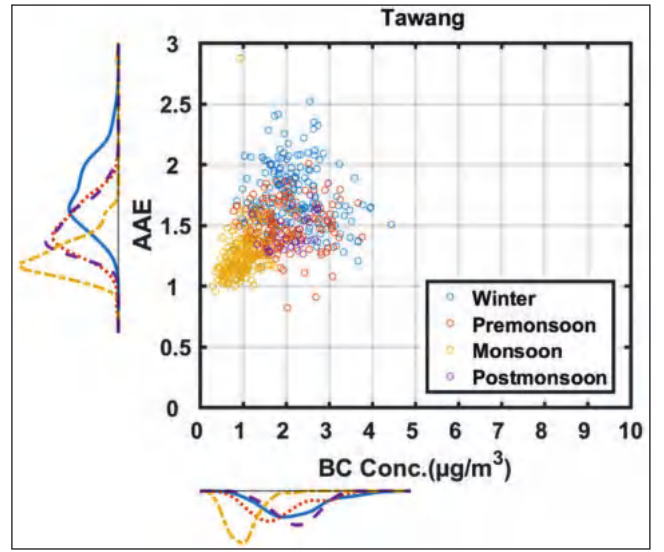 Tawang
3
2.5
2
1.5
1
0.5
0
AAE
Winter
Premonsoon
Monsoon
Postmonsoon
0 1 2 3 4 5 6 7 8 9 10
BC Conc.(µg/m³)